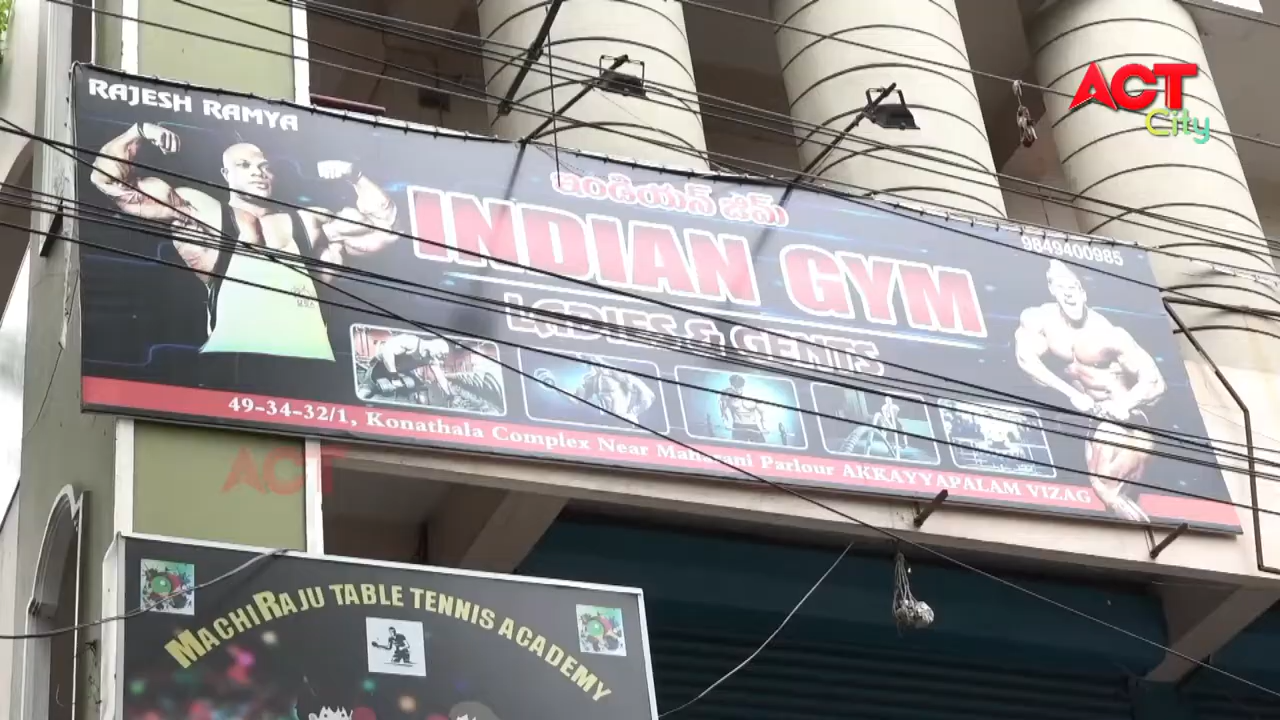 RAJESH RAMYA
ACT
City
ఇండియన్ జిమ్
INDIAN GYM
9849400985
LADIES & GENTS
49-34-32/1, Konathala Complex Near Maharani Parlour AKKAYYAPALAM VIZAG
ACT
MACHIRAJU TABLE TENNIS ACADEMY